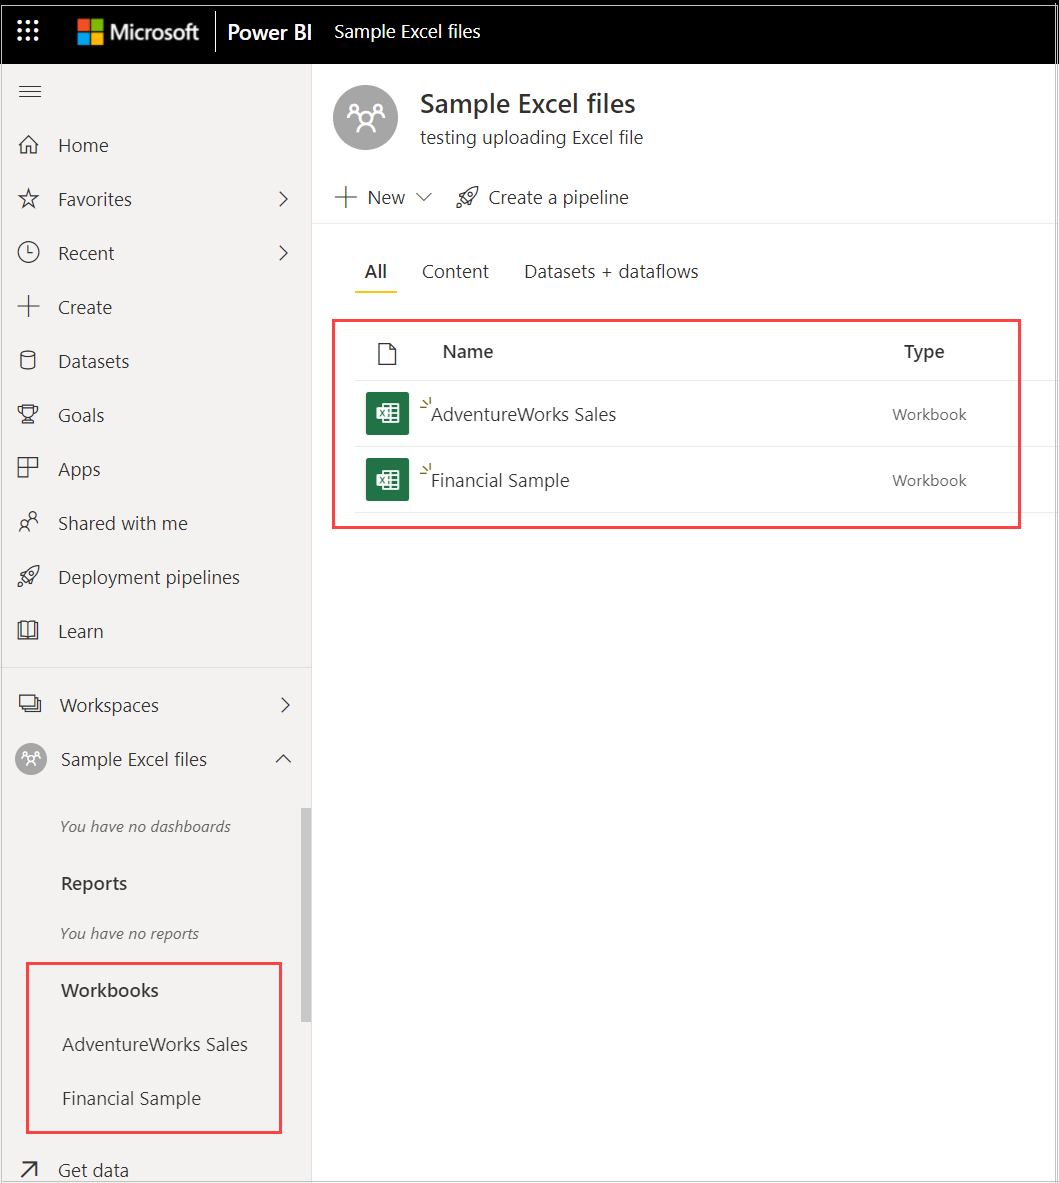 Microsoft Power BI Sample Excel files
Home
Favorites
Recent
Create
Datasets
Goals
Apps
Shared with me
Deployment pipelines
Learn
Workspaces
Sample Excel files
You have no dashboards
Reports
You have no reports
Workbooks
AdventureWorks Sales
Financial Sample
Get data
Sample Excel files
testing uploading Excel file
New Create a pipeline
All Content Datasets + dataflows
Name Type
AdventureWorks Sales Workbook
Financial Sample Workbook